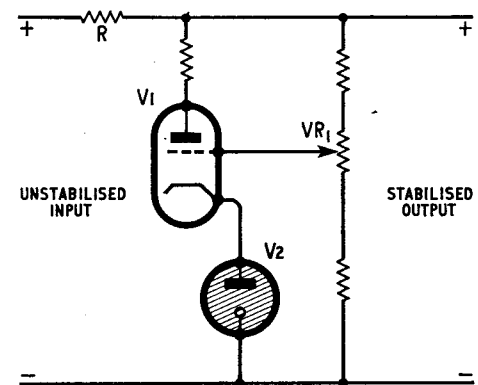 + R +
V1
VR1
UNSTABILISED
INPUT
STABILISED
OUTPUT
V2
− −